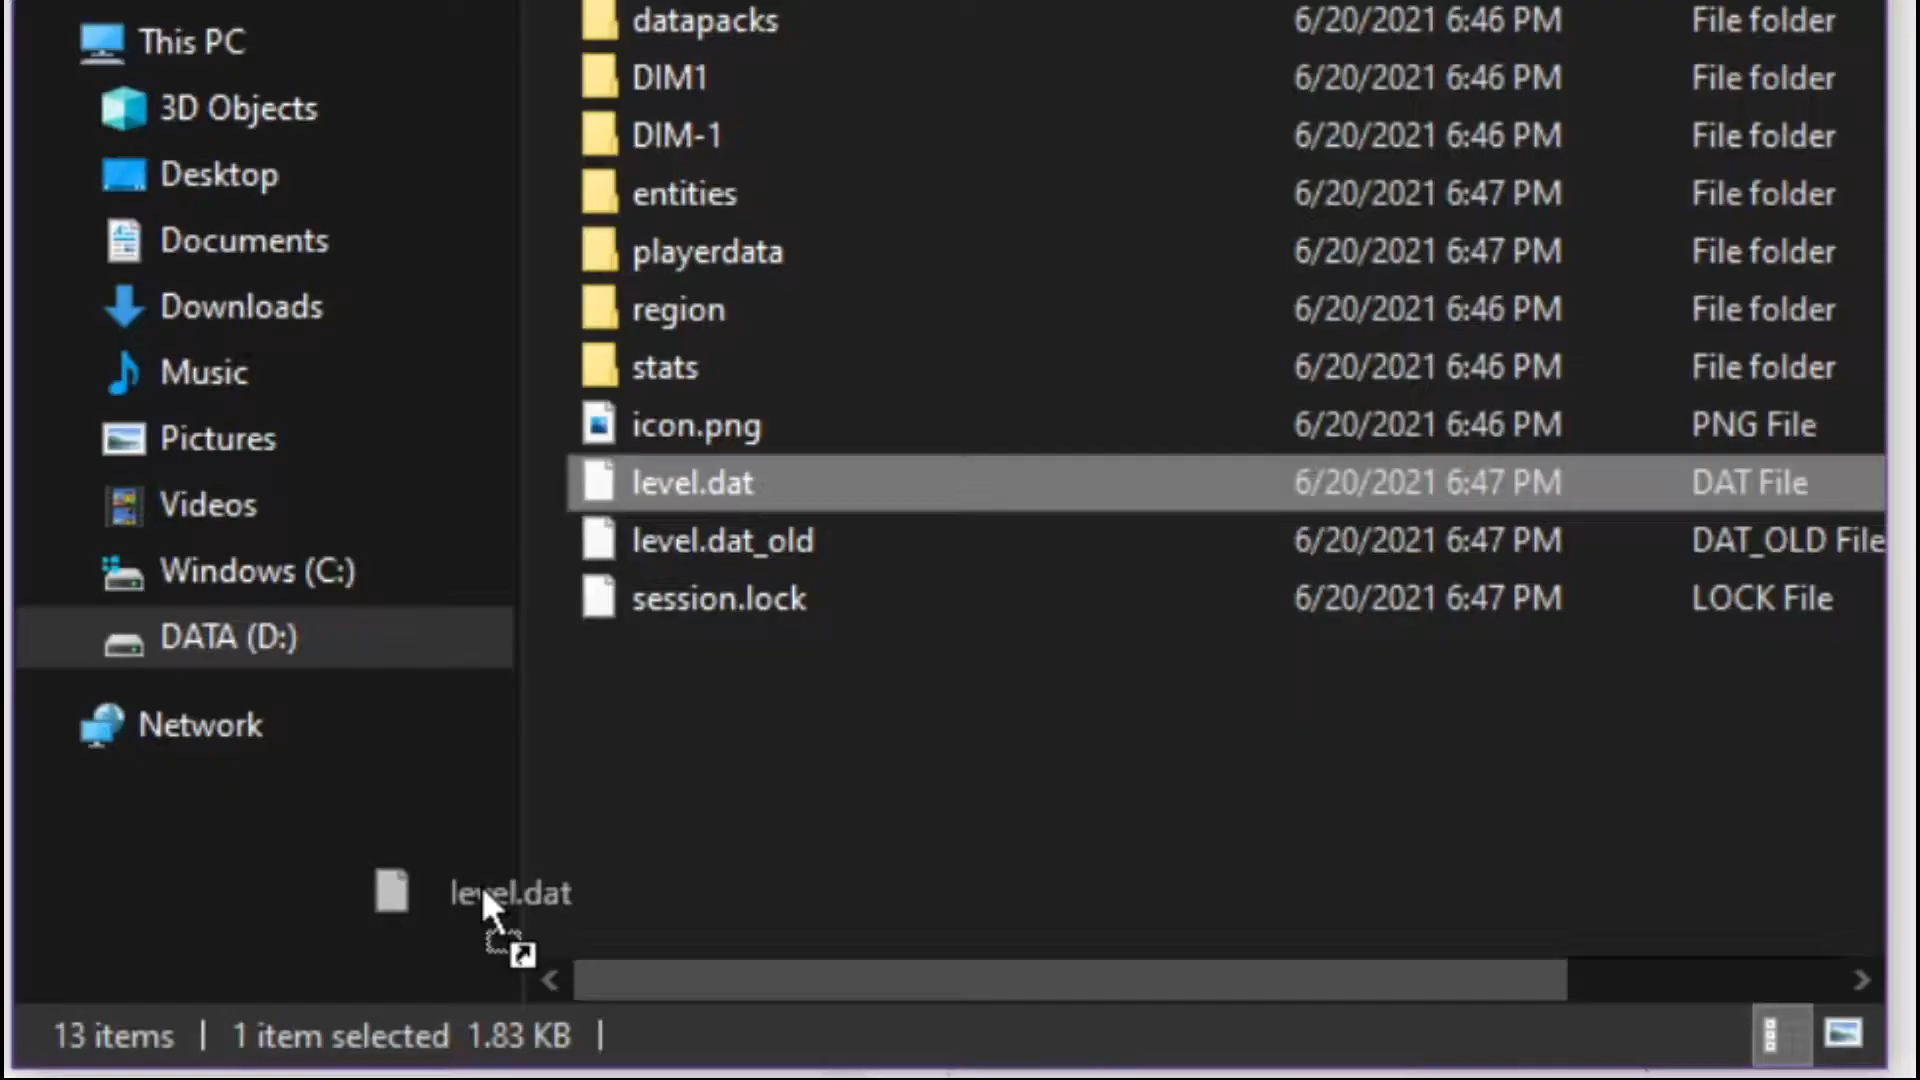 This PC
3D Objects
Desktop
Documents
Downloads
Music
Pictures
Videos
Windows (C:)
DATA (D:)
Network
datapacks 6/20/2021 6:46 PM File folder
DIM1 6/20/2021 6:46 PM File folder
DIM-1 6/20/2021 6:46 PM File folder
entities 6/20/2021 6:47 PM File folder
playerdata 6/20/2021 6:47 PM File folder
region 6/20/2021 6:46 PM File folder
stats 6/20/2021 6:46 PM File folder
icon.png 6/20/2021 6:46 PM PNG File
level.dat 6/20/2021 6:47 PM DAT File
level.dat_old 6/20/2021 6:47 PM DAT_OLD File
session.lock 6/20/2021 6:47 PM LOCK File
level.dat
13 items | 1 item selected 1.83 KB |